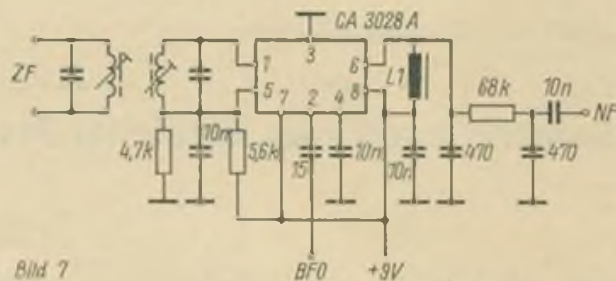 CA 3028 A
3
ZF
1
6
L1
68k
10n
5
8
NF
7
2
4
4,7k
10n
5,6k
15
10n
10n
470
470
Bild 7
BFO
+9V